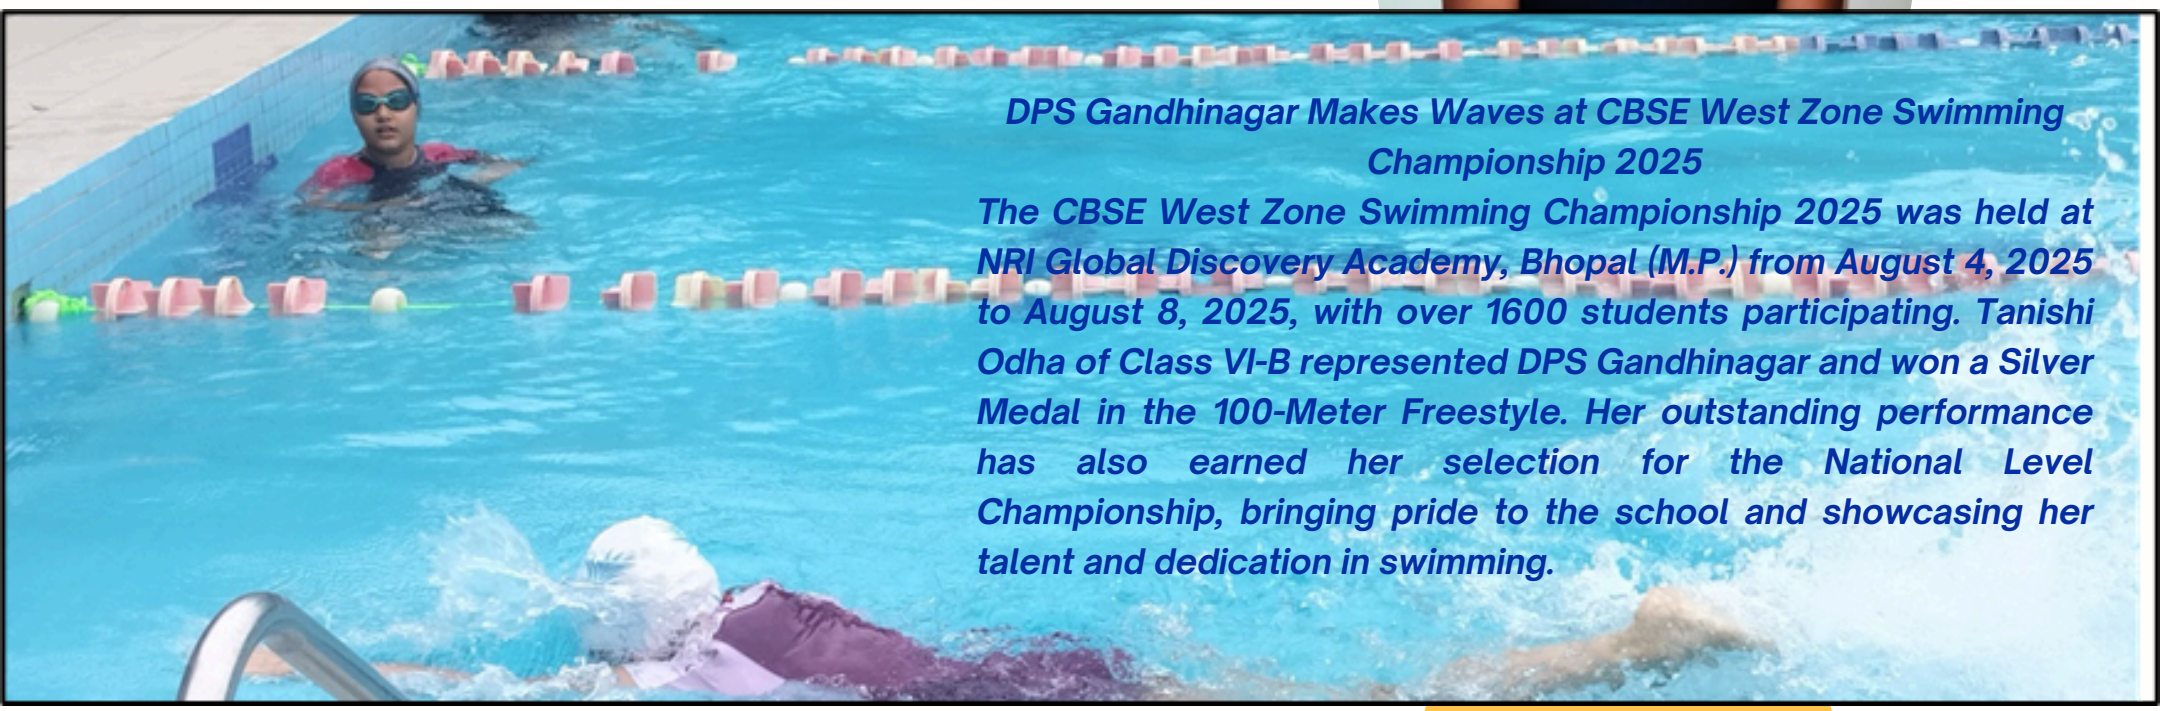 DPS Gandhinagar Makes Waves at CBSE West Zone Swimming
Championship 2025
The CBSE West Zone Swimming Championship 2025 was held at
NRI Global Discovery Academy, Bhopal (M.P.) from August 4, 2025
to August 8, 2025, with over 1600 students participating. Tanishi
Odha of Class VI-B represented DPS Gandhinagar and won a Silver
Medal in the 100-Meter Freestyle. Her outstanding performance
has also earned her selection for the National Level
Championship, bringing pride to the school and showcasing her
talent and dedication in swimming.